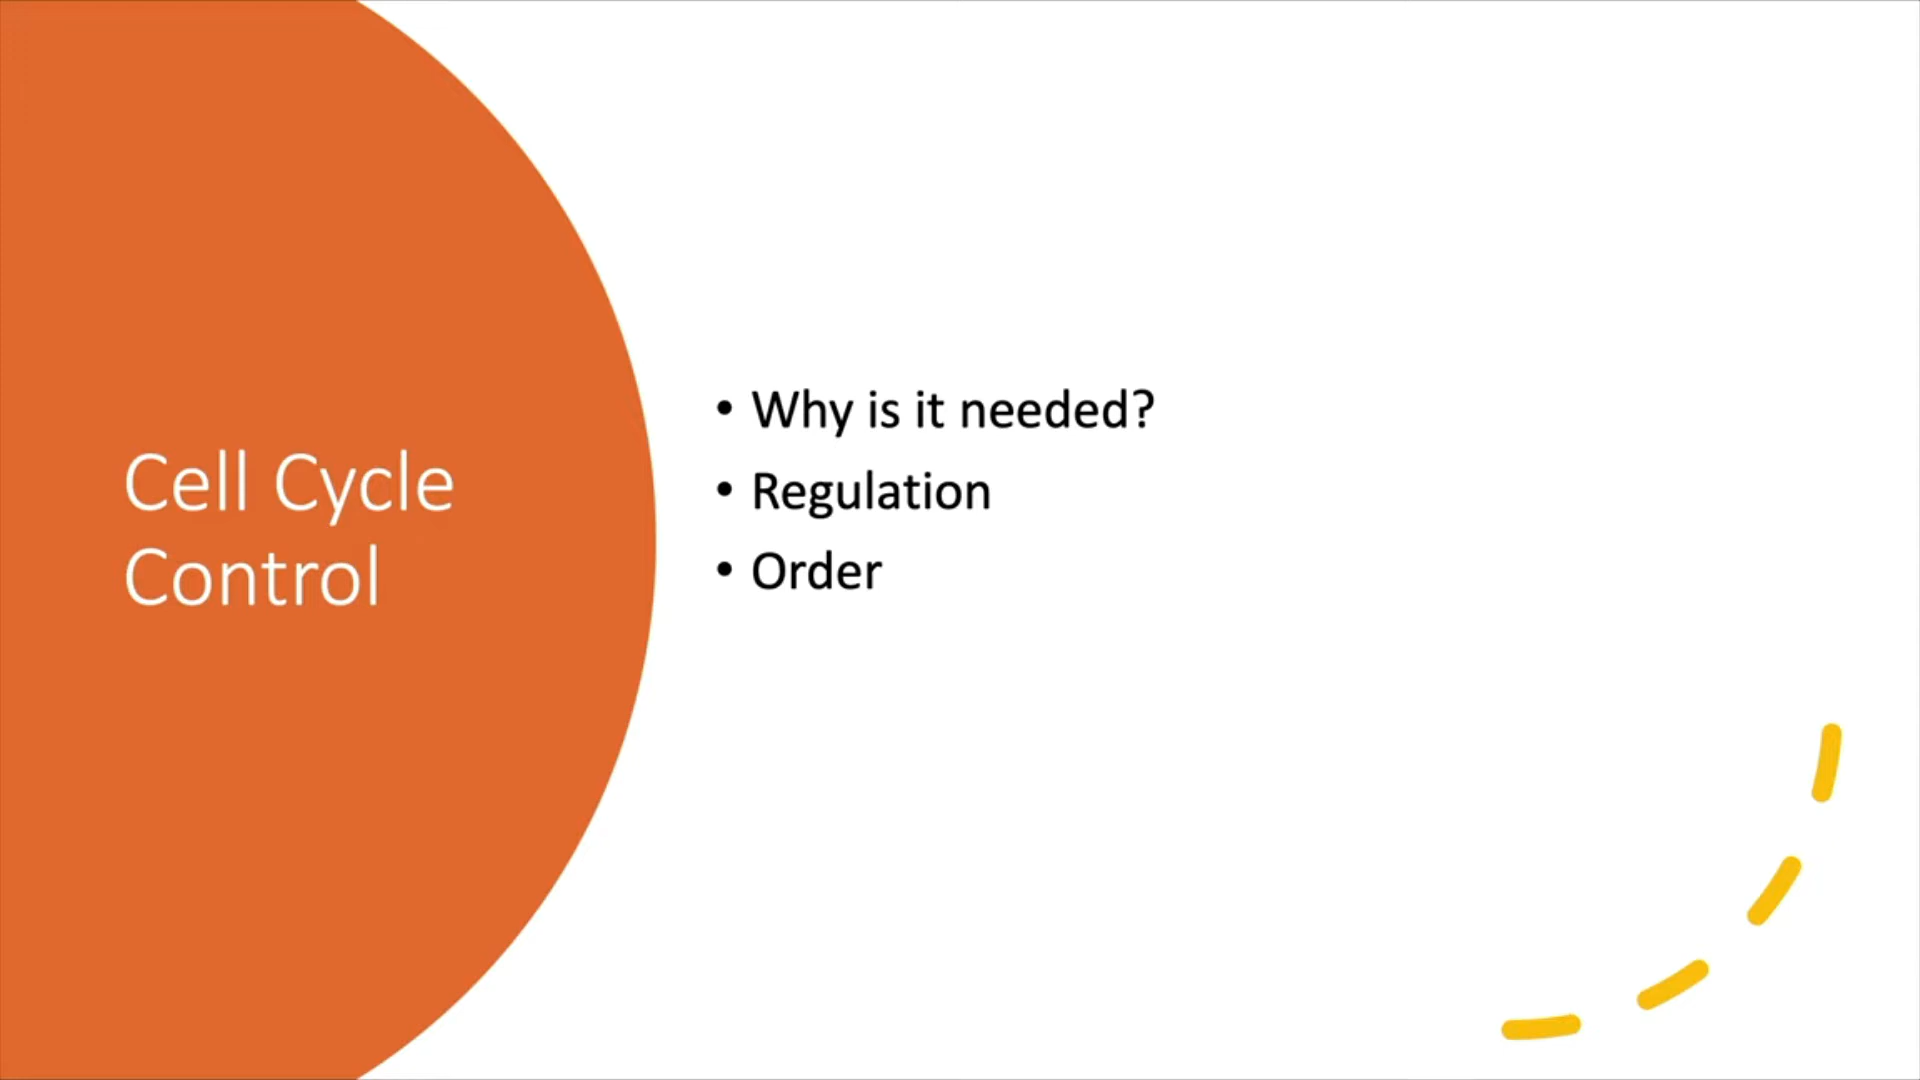 Cell Cycle
Control
• Why is it needed?
• Regulation
• Order